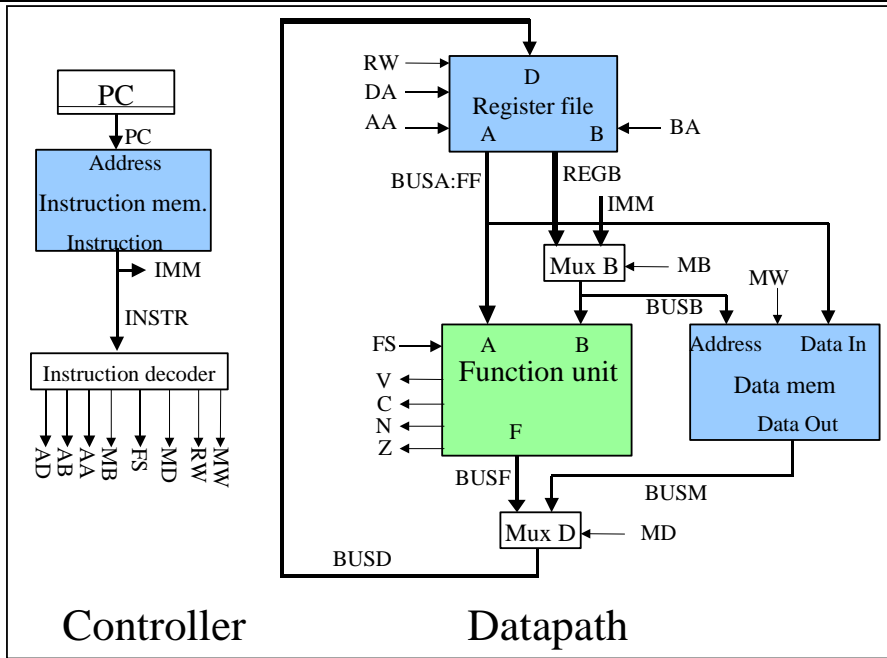 PC
PC
Address
Instruction mem.
Instruction
IMM
INSTR
Instruction decoder
AD
AB
AA
MB
FS
MD
RW
MW
Controller
RW
DA
AA
D
Register file
A
B
BA
BUSA:FF
REGB
IMM
Mux B
MB
BUSB
MW
FS
A
B
Function unit
V
C
N
Z
F
Address
Data In
Data mem
Data Out
BUSF
BUSM
Mux D
MD
BUSD
Datapath